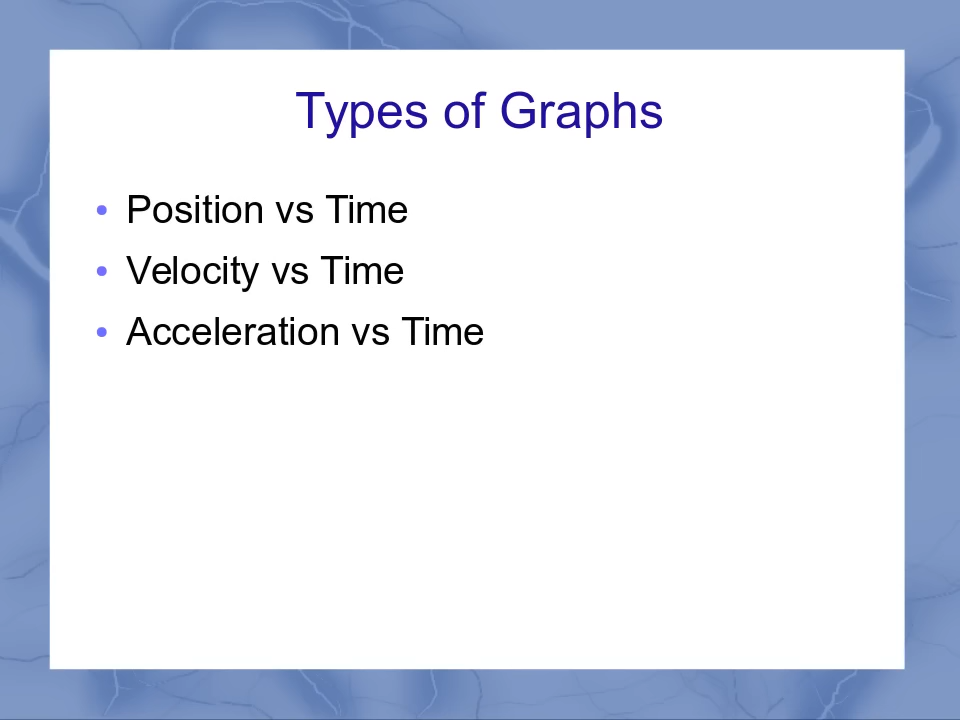 Types of Graphs
• Position vs Time
• Velocity vs Time
• Acceleration vs Time